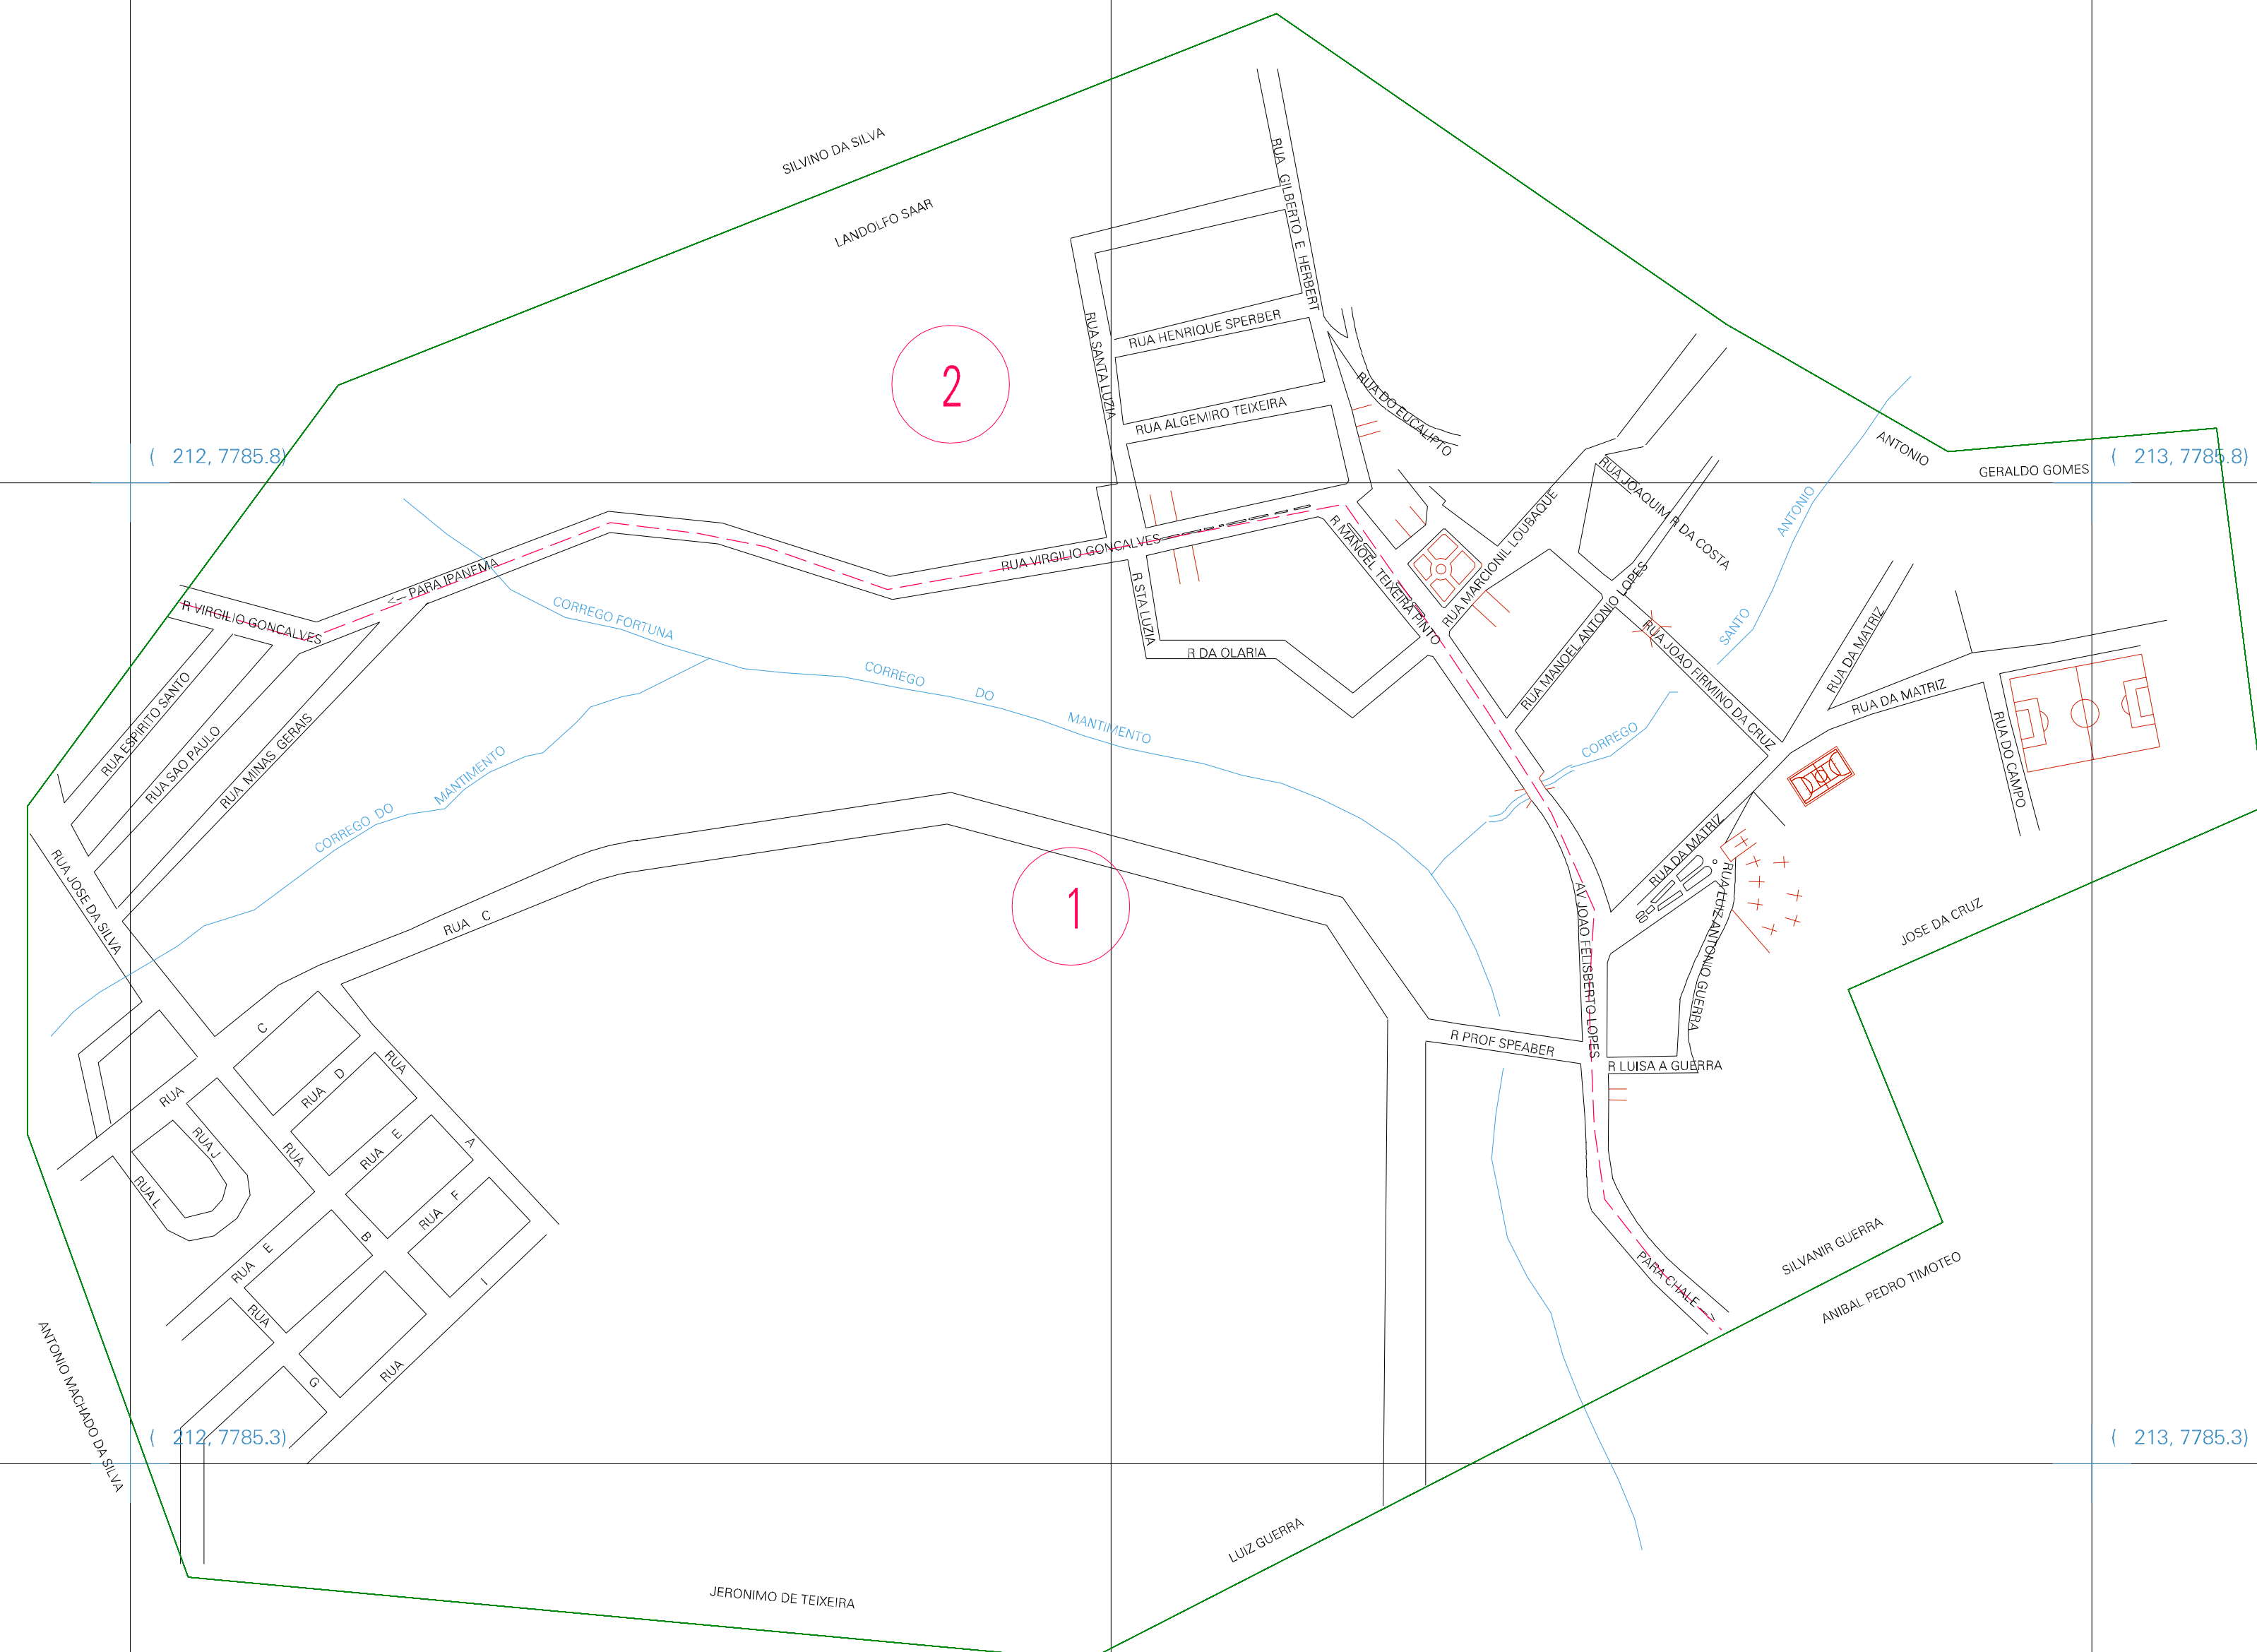 SILVINO DA SILVA
LANDOLFO SAAR
RUA GILBERTO E HERBERT
RUA HENRIQUE SPERBER
RUA SANTA LUZIA
2
RUA ALGEMIRO TEIXEIRA
RUA DO EUCALIPTO
ANTONIO
GERALDO GOMES
( 212, 7785.8)
( 213, 7785.8)
RUA JOAQUIM R DA COSTA
ANTONIO
SANTO
CORREGO
RUA MARCIONIL LOUBAQUE
R MANOEL TEIXEIRA PINTO
RUA VIRGILIO GONCALVES
<-- PARA IPANEMA
R VIRGILIO GONCALVES
CORREGO FORTUNA
R STA LUZIA
R DA OLARIA
RUA MANOEL ANTONIO LOPES
RUA JOAO FIRMINO DA CRUZ
RUA DA MATRIZ
RUA DA MATRIZ
RUA DO CAMPO
CORREGO DO MANTIMENTO
RUA ESPIRITO SANTO
RUA SAO PAULO
RUA MINAS GERAIS
CORREGO DO MANTIMENTO
RUA JOSE DA SILVA
RUA C
1
RUA DA MATRIZ
RUA LUIZ ANTONIO GUERRA
AV JOAO FELISBERTO LOPES
JOSE DA CRUZ
R PROF SPEABER
R LUISA A GUERRA
RUA C
RUA D
RUA A
RUA E
RUA J
RUA L
RUA B
RUA F
RUA E
RUA I
RUA G
PARA CHALE -->
SILVANIR GUERRA
ANIBAL PEDRO TIMOTEO
ANTONIO MACHADO DA SILVA
( 212, 7785.3)
( 213, 7785.3)
LUIZ GUERRA
JERONIMO DE TEIXEIRA